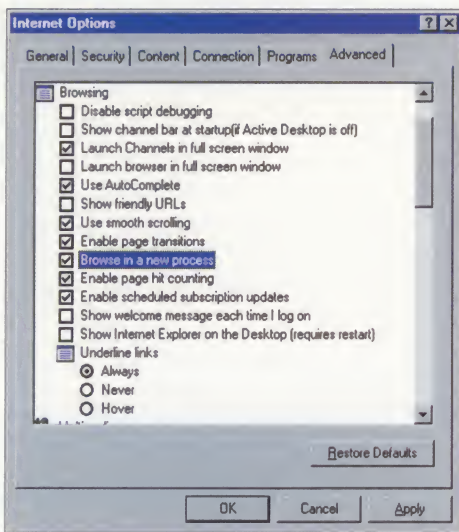 Internet Options
General Security Content Connection Programs Advanced
Browsing
Disable script debugging
Show channel bar at startup(if Active Desktop is off)
Launch Channels in full screen window
Launch browser in full screen window
Use AutoComplete
Show friendly URLs
Use smooth scrolling
Enable page transitions
Browse in a new process
Enable page hit counting
Enable scheduled subscription updates
Show welcome message each time I log on
Show Internet Explorer on the Desktop (requires restart)
Underline links
Always
Never
Hover
Restore Defaults
OK Cancel Apply